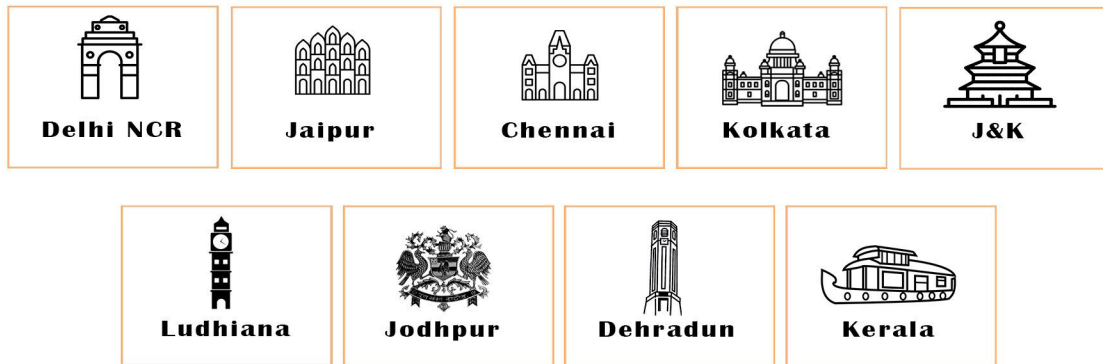 Delhi NCR
Jaipur
Chennai
Kolkata
J&K
Ludhiana
Jodhpur
Dehradun
Kerala